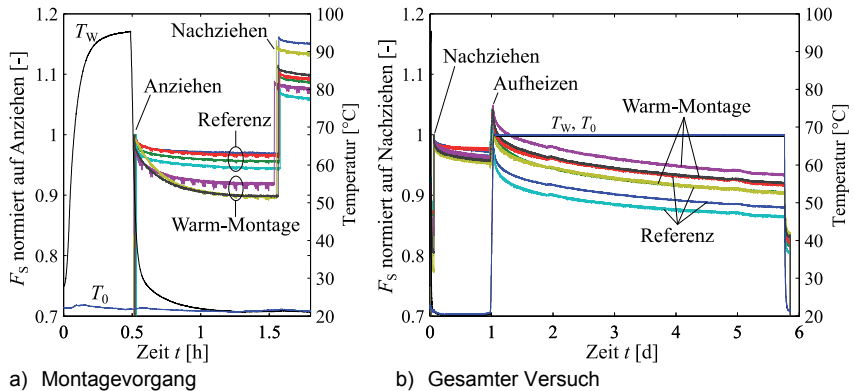 F_S normiert auf Anziehen [-]
1.2
1.1
1
0.9
0.8
0.7
T_W
Nachziehen
Anziehen
Referenz
Warm-Montage
T_0
100
90
80
70
60
50
40
30
20
Temperatur [°C]
0
0.5
1
1.5
Zeit t [h]
a) Montagevorgang
F_S normiert auf Nachziehen [-]
1.2
1.1
1
0.9
0.8
0.7
Nachziehen
Aufheizen
T_W, T_0
Warm-Montage
Referenz
100
90
80
70
60
50
40
30
20
Temperatur [°C]
0
1
2
3
4
5
6
Zeit t [d]
b) Gesamter Versuch